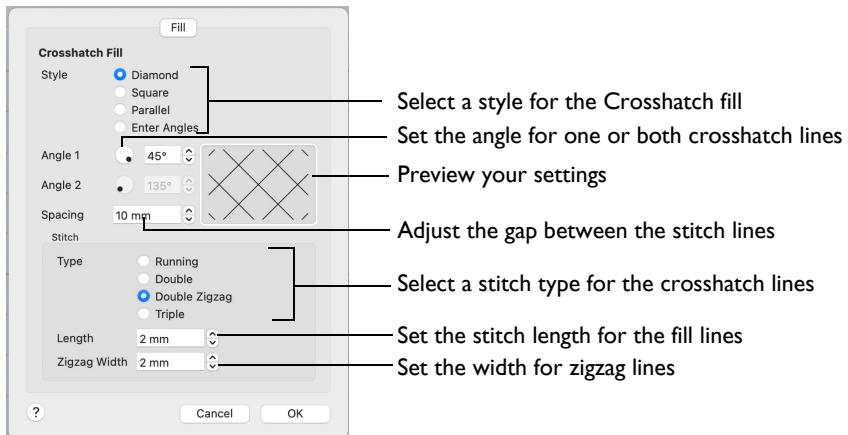 Fill
Crosshatch Fill
Style
Diamond
Square
Parallel
Enter Angles
Angle 1
45°
Angle 2
135°
Spacing
10 mm
Stitch
Type
Running
Double
Double Zigzag
Triple
Length
2 mm
Zigzag Width
2 mm
?
Cancel
OK
Select a style for the Crosshatch fill
Set the angle for one or both crosshatch lines
Preview your settings
Adjust the gap between the stitch lines
Select a stitch type for the crosshatch lines
Set the stitch length for the fill lines
Set the width for zigzag lines